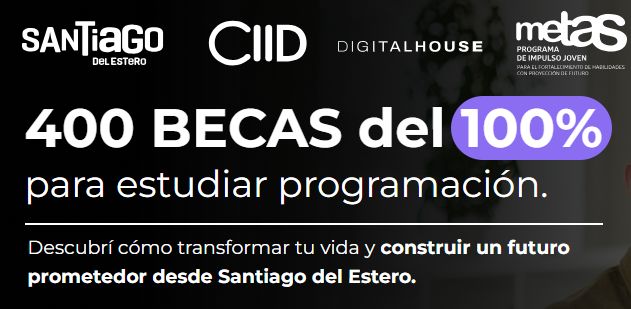 SANTIAGO
DEL ESTERO
CIID
DIGITALHOUSE
metas
PROGRAMA
DE IMPULSO JOVEN
PARA EL FORTALECIMIENTO DE HABILIDADES
CON PROYECCIÓN DE FUTURO
400 BECAS del 100%
para estudiar programación.
Descubrí cómo transformar tu vida y construir un futuro
prometedor desde Santiago del Estero.